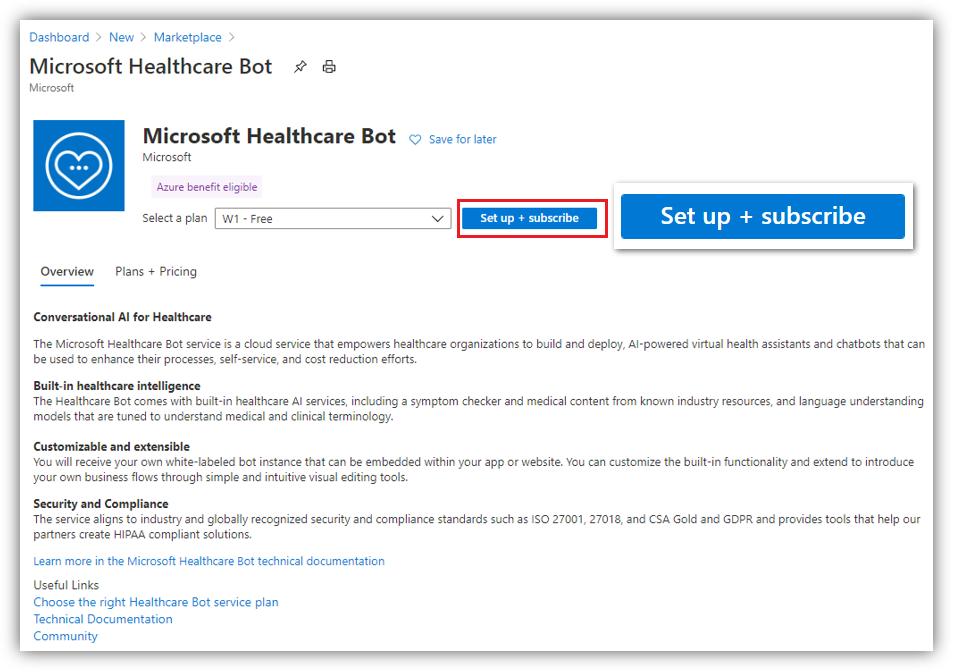 Dashboard > New > Marketplace >
Microsoft Healthcare Bot
Microsoft
Microsoft Healthcare Bot
Save for later
Microsoft
Azure benefit eligible
Select a plan
W1 - Free
Set up + subscribe
Set up + subscribe
Overview
Plans + Pricing
Conversational AI for Healthcare
The Microsoft Healthcare Bot service is a cloud service that empowers healthcare organizations to build and deploy, AI-powered virtual health assistants and chatbots that can
be used to enhance their processes, self-service, and cost reduction efforts.
Built-in healthcare intelligence
The Healthcare Bot comes with built-in healthcare AI services, including a symptom checker and medical content from known industry resources, and language understanding
models that are tuned to understand medical and clinical terminology.
Customizable and extensible
You will receive your own white-labeled bot instance that can be embedded within your app or website. You can customize the built-in functionality and extend to introduce
your own business flows through simple and intuitive visual editing tools.
Security and Compliance
The service aligns to industry and globally recognized security and compliance standards such as ISO 27001, 27018, and CSA Gold and GDPR and provides tools that help our
partners create HIPAA compliant solutions.
Learn more in the Microsoft Healthcare Bot technical documentation
Useful Links
Choose the right Healthcare Bot service plan
Technical Documentation
Community